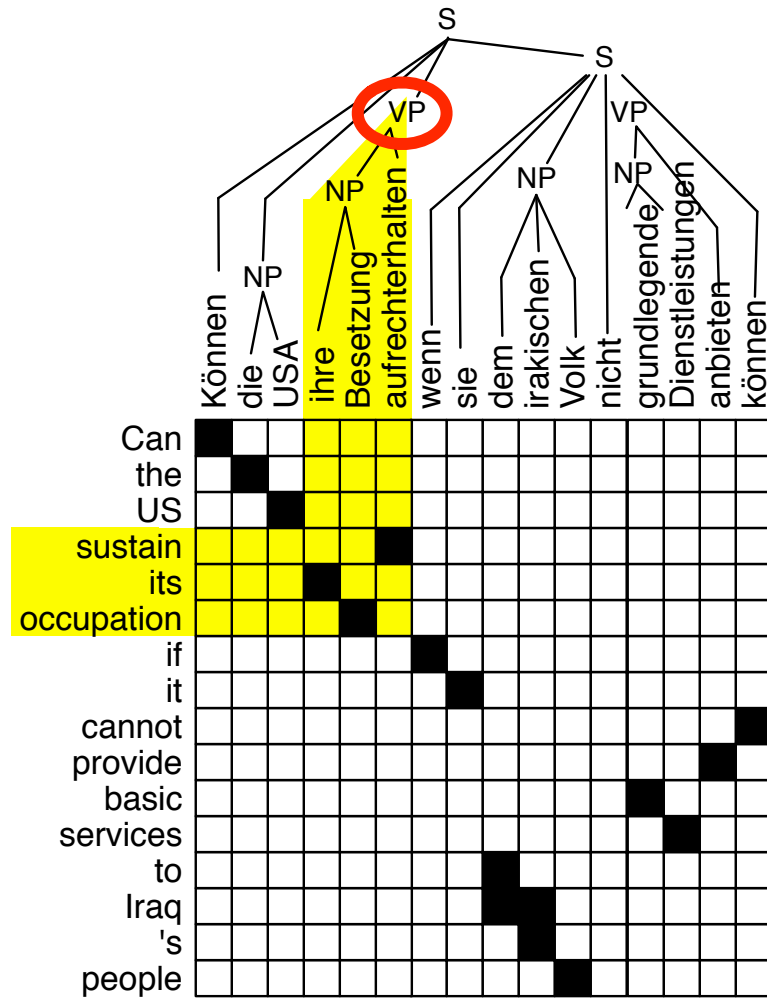 S
S
VP
VP
NP
NP
NP
NP
Können
die
USA
ihre
Besetzung
aufrechterhalten
wenn
sie
dem
irakischen
Volk
nicht
grundlegende
Dienstleistungen
anbieten
können
Can
the
US
sustain
its
occupation
if
it
cannot
provide
basic
services
to
Iraq
's
people